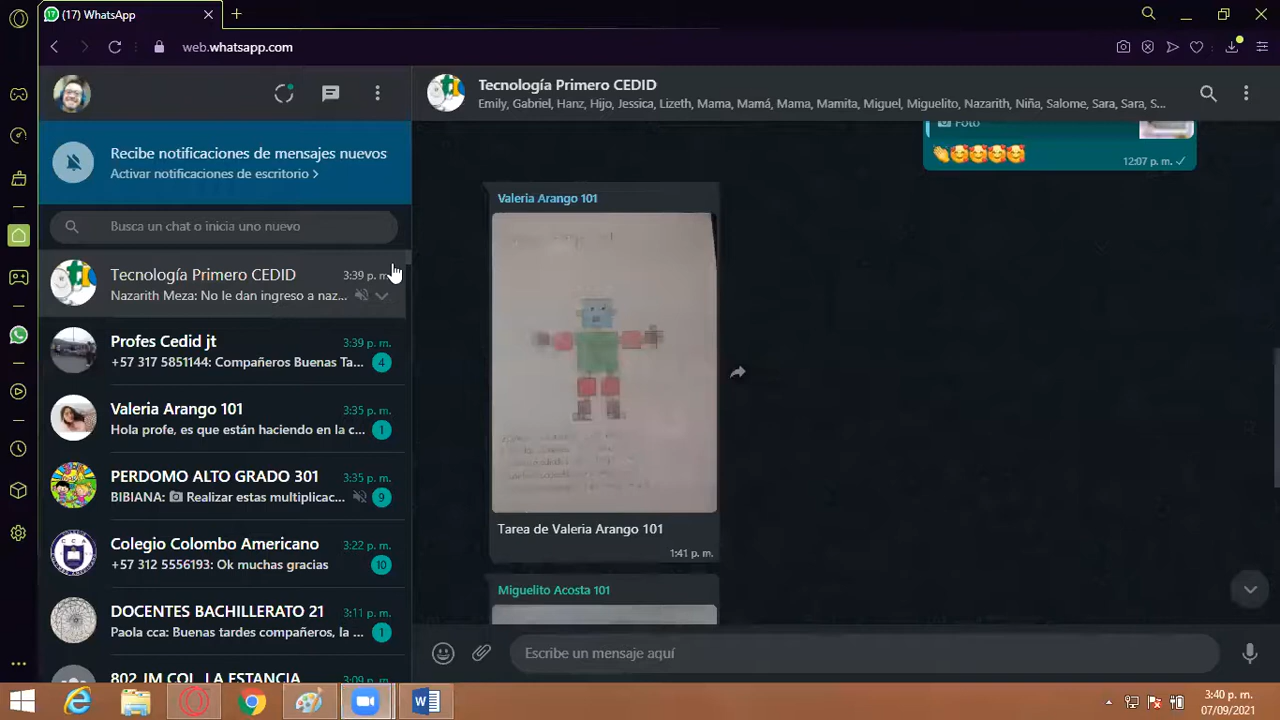 (17) WhatsApp
web.whatsapp.com
Recibe notificaciones de mensajes nuevos
Activar notificaciones de escritorio >
Busca un chat o inicia uno nuevo
Tecnología Primero CEDID
3:39 p. m.
Nazarith Meza: No le dan ingreso a naz...
Profes Cedid jt
3:39 p. m.
+57 317 5851144: Compañeros Buenas Ta...
4
Valeria Arango 101
3:35 p. m.
Hola profe, es que están haciendo en la c...
1
PERDOMO ALTO GRADO 301
3:35 p. m.
BIBIANA: Realizar estas multiplicac...
9
Colegio Colombo Americano
3:22 p. m.
+57 312 5556193: Ok muchas gracias
10
DOCENTES BACHILLERATO 21
3:11 p. m.
Paola cca: Buenas tardes compañeros, la ...
1
802 JM COL. LA ESTANCIA
3:09 p. m.
Tecnología Primero CEDID
Emily, Gabriel, Hanz, Hijo, Jessica, Lizeth, Mama, Mamá, Mama, Mamita, Miguel, Miguelito, Nazarith, Niña, Salome, Sara, Sara, S...
Foto
12:07 p. m.
Valeria Arango 101
Tarea de Valeria Arango 101
1:41 p. m.
Miguelito Acosta 101
Escribe un mensaje aquí
3:40 p. m.
07/09/2021